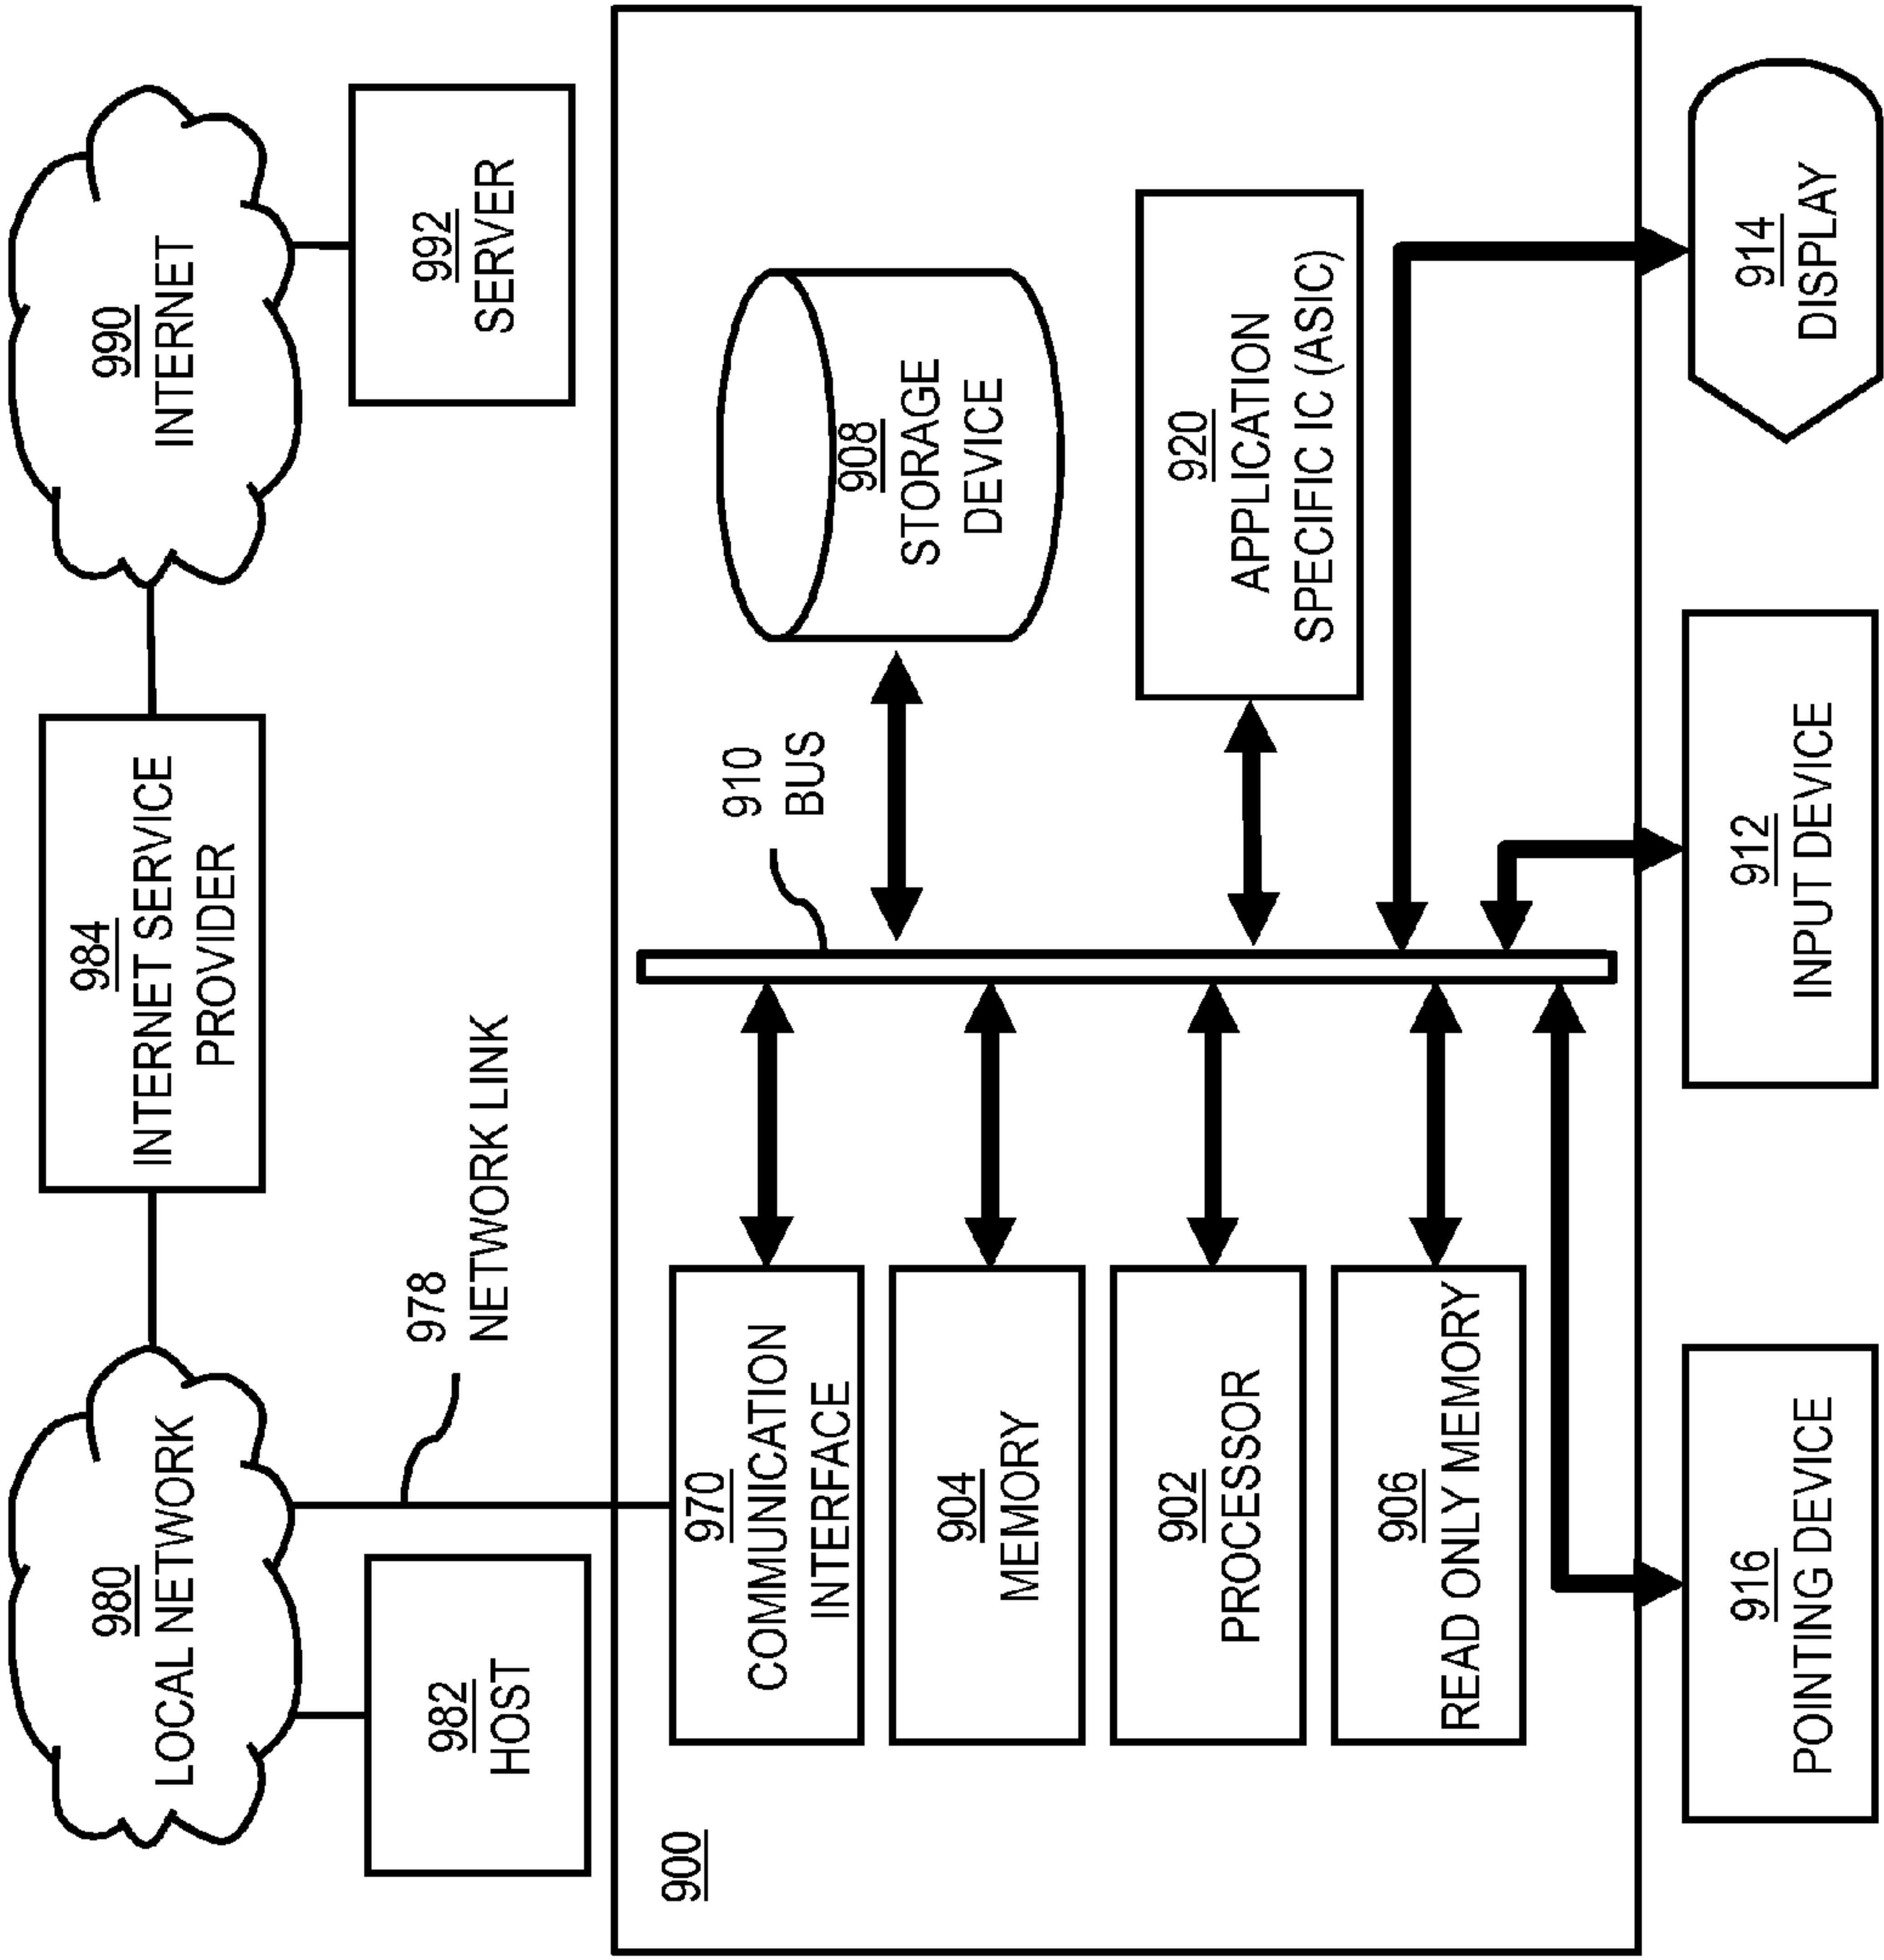 980
LOCAL NETWORK
984
INTERNET SERVICE
PROVIDER
990
INTERNET
982
HOST
978
NETWORK LINK
992
SERVER
900
970
COMMUNICATION
INTERFACE
910
BUS
908
STORAGE
DEVICE
904
MEMORY
902
PROCESSOR
920
APPLICATION
SPECIFIC IC (ASIC)
906
READ ONLY MEMORY
916
POINTING DEVICE
912
INPUT DEVICE
914
DISPLAY